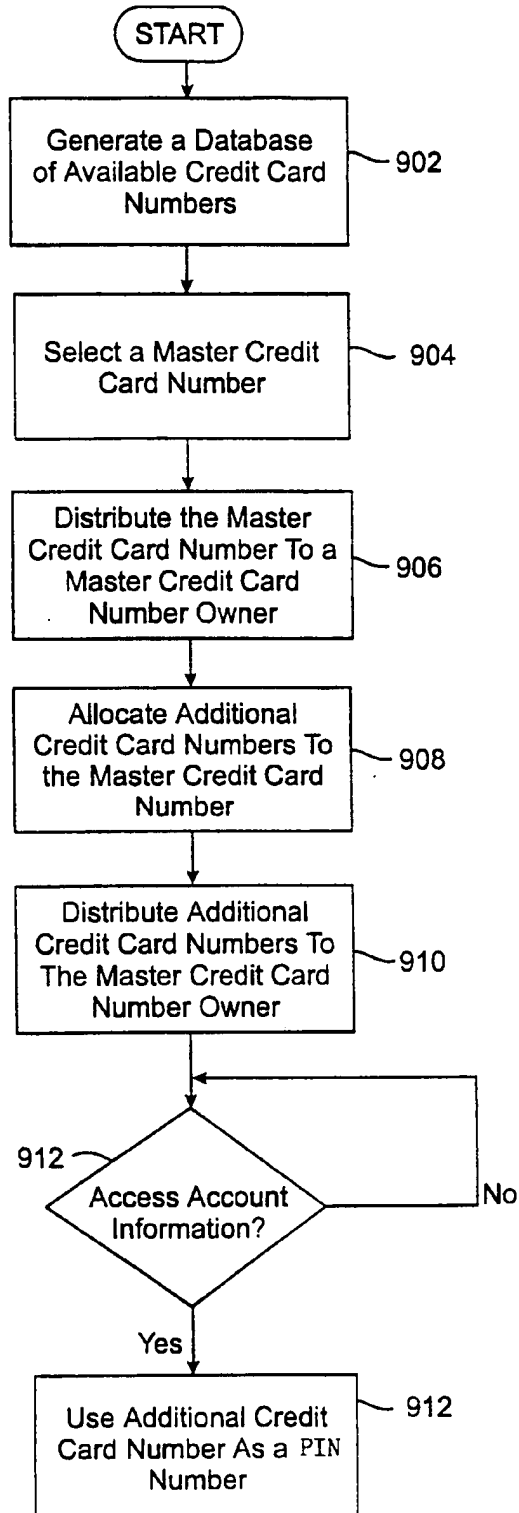 START
Generate a Database
of Available Credit Card
Numbers
902
Select a Master Credit
Card Number
904
Distribute the Master
Credit Card Number To a
Master Credit Card
Number Owner
906
Allocate Additional
Credit Card Numbers To
the Master Credit Card
Number
908
Distribute Additional
Credit Card Numbers To
The Master Credit Card
Number Owner
910
912
Access Account
Information?
No
Yes
Use Additional Credit
Card Number As a PIN
Number
912